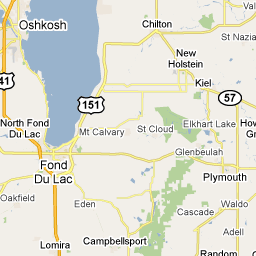 Oshkosh
Chilton
St Nazia
New
Holstein
Kiel
41
151
57
North Fond
Du Lac
Mt Calvary
St Cloud
Elkhart Lake
How
Gr
Fond
Du Lac
Glenbeulah
Plymouth
Oakfield
Eden
Waldo
Cascade
Adell
Lomira
Campbellsport
Random